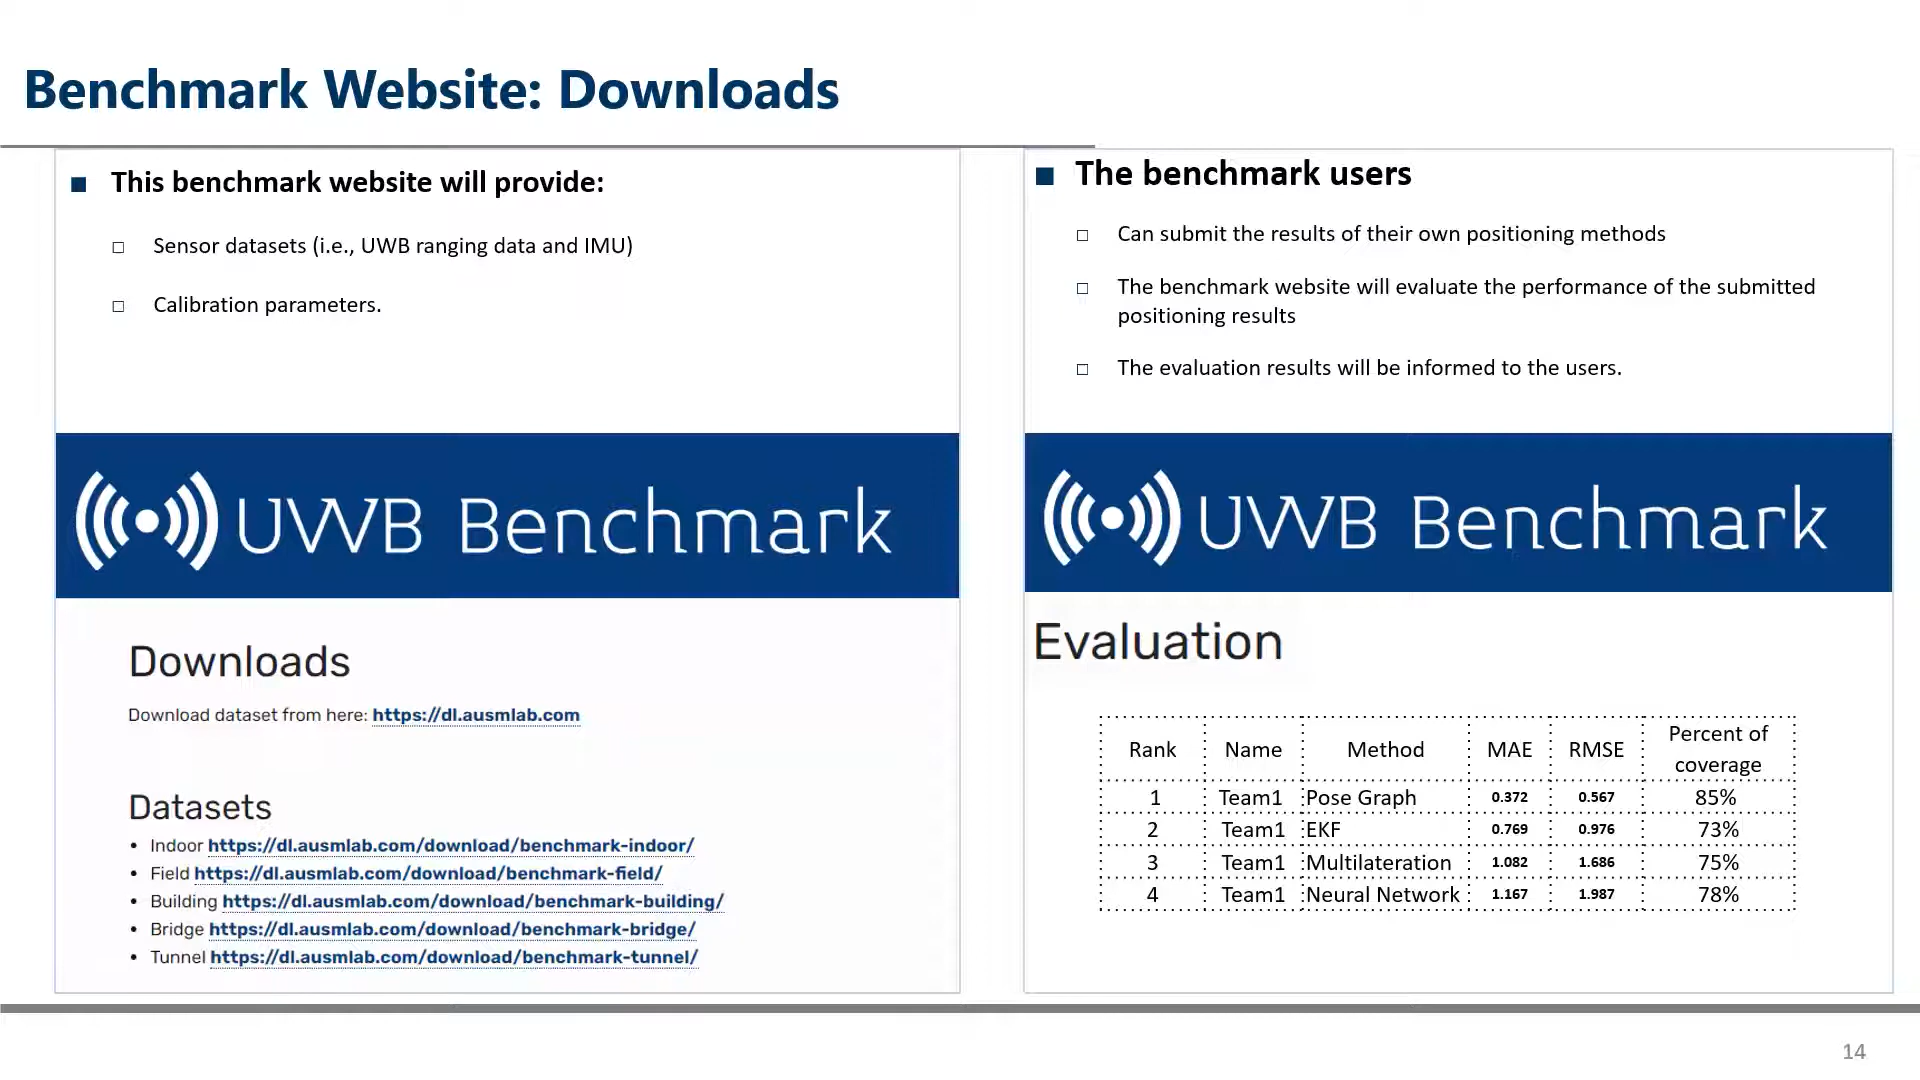 Benchmark Website: Downloads
This benchmark website will provide:
Sensor datasets (i.e., UWB ranging data and IMU)
Calibration parameters.
UWB Benchmark
Downloads
Download dataset from here: https://dl.ausmlab.com
Datasets
Indoor https://dl.ausmlab.com/download/benchmark-indoor/
Field https://dl.ausmlab.com/download/benchmark-field/
Building https://dl.ausmlab.com/download/benchmark-building/
Bridge https://dl.ausmlab.com/download/benchmark-bridge/
Tunnel https://dl.ausmlab.com/download/benchmark-tunnel/
The benchmark users
Can submit the results of their own positioning methods
The benchmark website will evaluate the performance of the submitted
positioning results
The evaluation results will be informed to the users.
UWB Benchmark
Evaluation
Rank Name Method MAE RMSE Percent of
coverage
1 Team1 Pose Graph 0.372 0.567 85%
2 Team1 EKF 0.769 0.976 73%
3 Team1 Multilateration 1.082 1.686 75%
4 Team1 Neural Network 1.167 1.987 78%
14